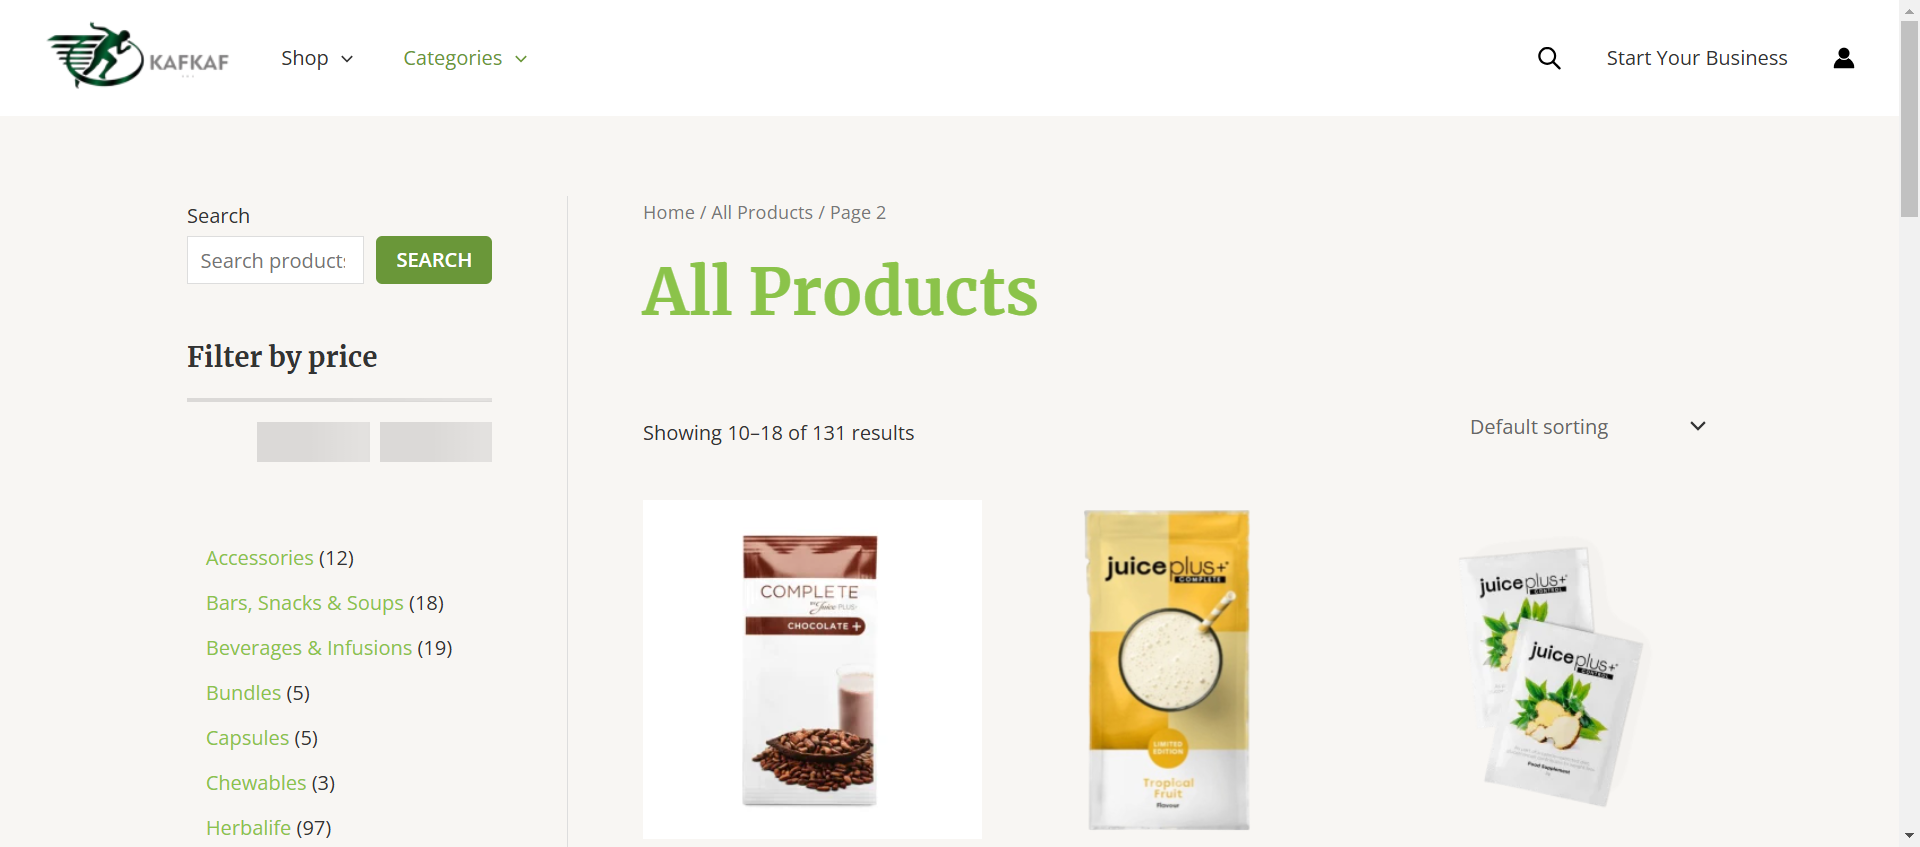 KAFKAF
Shop
Categories
Start Your Business
Search
Search products
SEARCH
Filter by price
Accessories (12)
Bars, Snacks & Soups (18)
Beverages & Infusions (19)
Bundles (5)
Capsules (5)
Chewables (3)
Herbalife (97)
Home / All Products / Page 2
All Products
Showing 10–18 of 131 results
Default sorting
COMPLETE
BY Juice PLUS+
CHOCOLATE +
juice plus+
COMPLETE
LIMITED
EDITION
Tropical
Fruit
Flavour
juice plus+
CONTROL
juice plus+
CONTROL
Food Supplement